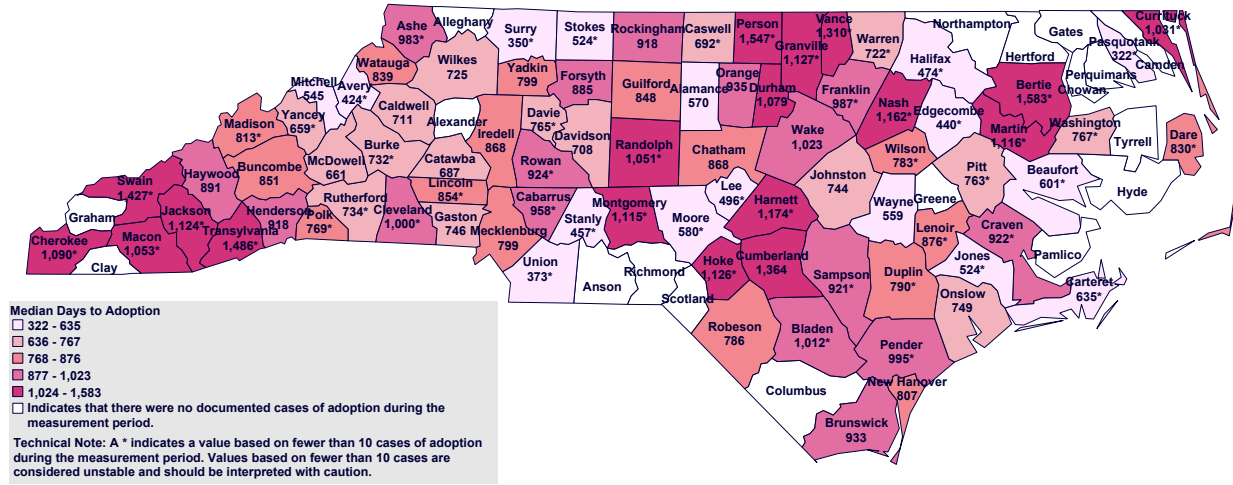 Ashe
983*
Alleghany
Surry
350*
Stokes
524*
Rockingham
918
Caswell
692*
Person
1,547*
Granville
1,127*
Vance
1,310*
Warren
722*
Northampton
Halifax
474*
Hertford
Gates
Pasquotank
322*
Currituck
1,031*
Camden
Perquimans
Chowan
Bertie
1,583*
Watauga
839
Wilkes
725
Yadkin
799
Forsyth
885
Guilford
848
Alamance
570
Orange
935
Durham
1,079
Franklin
987*
Nash
1,162*
Edgecombe
440*
Martin
1,116*
Washington
767*
Tyrrell
Dare
830*
Mitchell
545
Avery
424*
Caldwell
711
Alexander
Iredell
868
Davie
765*
Davidson
708
Randolph
1,051*
Chatham
868
Wake
1,023
Wilson
783*
Pitt
763*
Beaufort
601*
Hyde
Madison
813*
Yancey
659*
Burke
732*
Catawba
687
Rowan
924*
Johnston
744
Greene
Wayne
559
Haywood
891
Buncombe
851
McDowell
661
Lincoln
854*
Cabarrus
958*
Stanly
457*
Montgomery
1,115*
Moore
580*
Lee
496*
Harnett
1,174*
Lenoir
876*
Craven
922*
Pamlico
Swain
1,427*
Graham
Jackson
1,124*
Transylvania
1,486*
Henderson
918
Polk
769*
Rutherford
734*
Cleveland
1,000*
Gaston
746
Mecklenburg
799
Cherokee
1,090*
Macon
1,053*
Clay
Union
373*
Anson
Richmond
Scotland
Hoke
1,126*
Cumberland
1,364
Sampson
921*
Duplin
790*
Jones
524*
Onslow
749
Carteret
635*
Robeson
786
Bladen
1,012*
Pender
995*
Columbus
New Hanover
807
Brunswick
933
Median Days to Adoption
322 - 635
636 - 767
768 - 876
877 - 1,023
1,024 - 1,583
Indicates that there were no documented cases of adoption during the
measurement period.
Technical Note: A * indicates a value based on fewer than 10 cases of adoption
during the measurement period. Values based on fewer than 10 cases are
considered unstable and should be interpreted with caution.